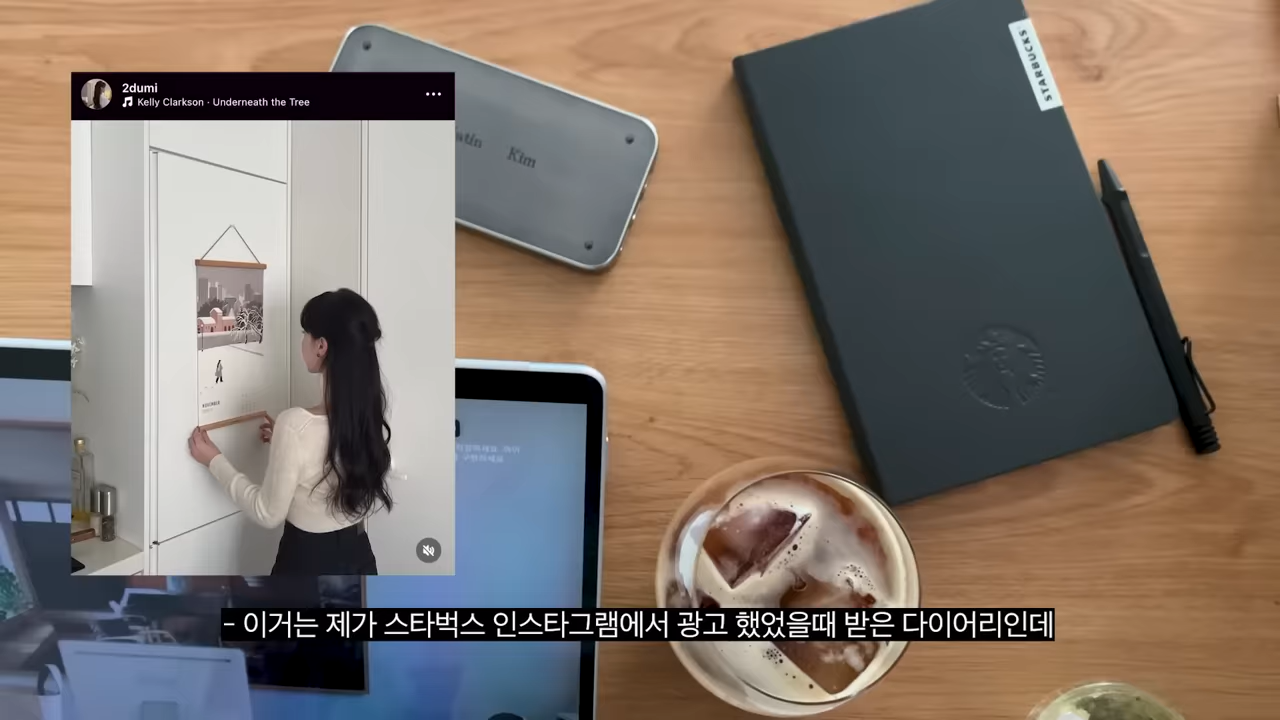 2dumi
Kelly Clarkson · Underneath the Tree
Kim
STARBUCKS
- 이거는 제가 스타벅스 인스타그램에서 광고 했었을때 받은 다이어리인데